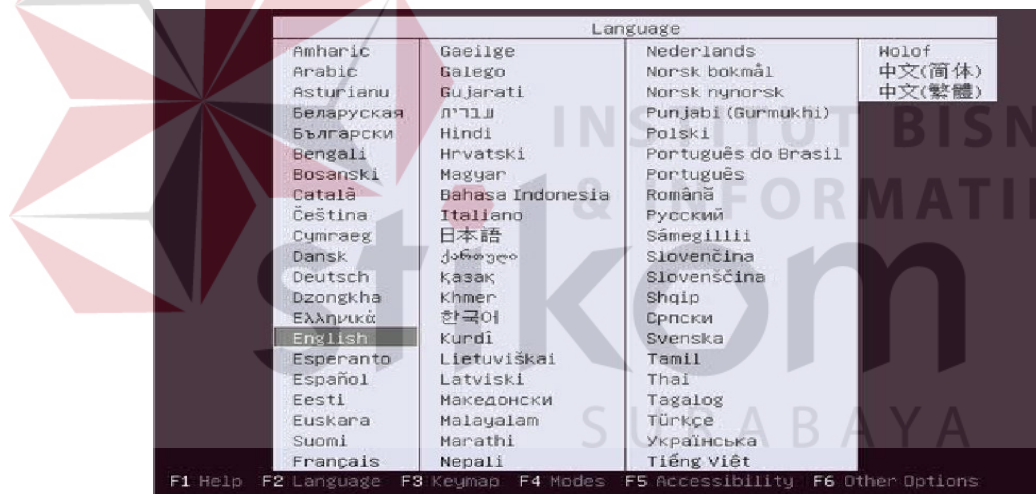 Language
Amharic
Arabic
Asturianu
Беларуская
Български
Bengali
Bosanski
Català
Čeština
Cymraeg
Dansk
Deutsch
Dzongkha
Ελληνικά
English
Esperanto
Español
Eesti
Euskara
Suomi
Français
Gaeilge
Galego
Gujarati
עברית
Hindi
Hrvatski
Magyar
Bahasa Indonesia
Italiano
日本語
ქართული
Қазақ
Khmer
한국어
Kurdî
Lietuviškai
Latviski
Македонски
Malayalam
Marathi
Nepali
Nederlands
Norsk bokmål
Norsk nynorsk
Punjabi (Gurmukhi)
Polski
Português do Brasil
Português
Română
Русский
Sámegillii
Slovenčina
Slovenščina
Shqip
Српски
Svenska
Tamil
Thai
Tagalog
Türkçe
Українська
Tiếng Việt
Wolof
中文(简体)
中文(繁體)
F1 Help F2 Language F3 Keymap F4 Modes F5 Accessibility F6 Other Options
INSTITUT BISN
& INFORMATI
stikom
SURABAYA